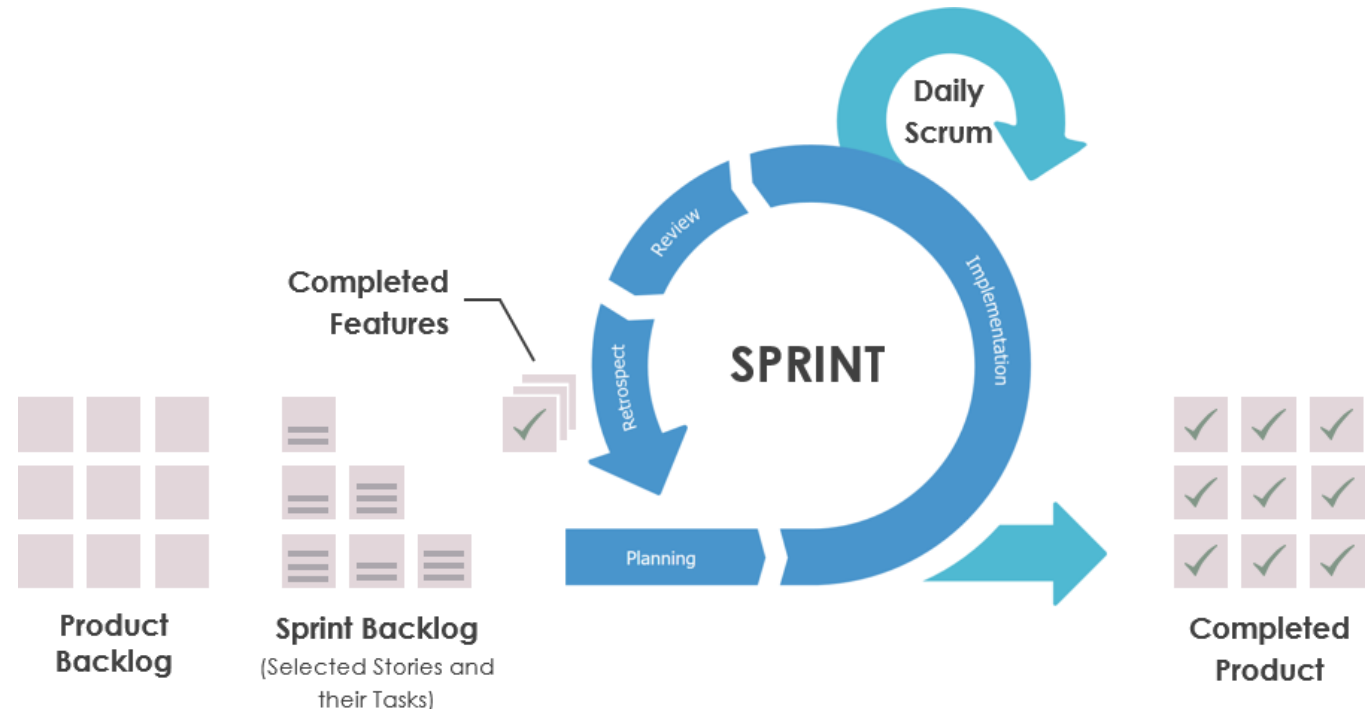 Daily
Scrum
Review
Implementation
Completed
Features
SPRINT
Retrospect
Planning
Product
Backlog
Sprint Backlog
(Selected Stories and
their Tasks)
Completed
Product